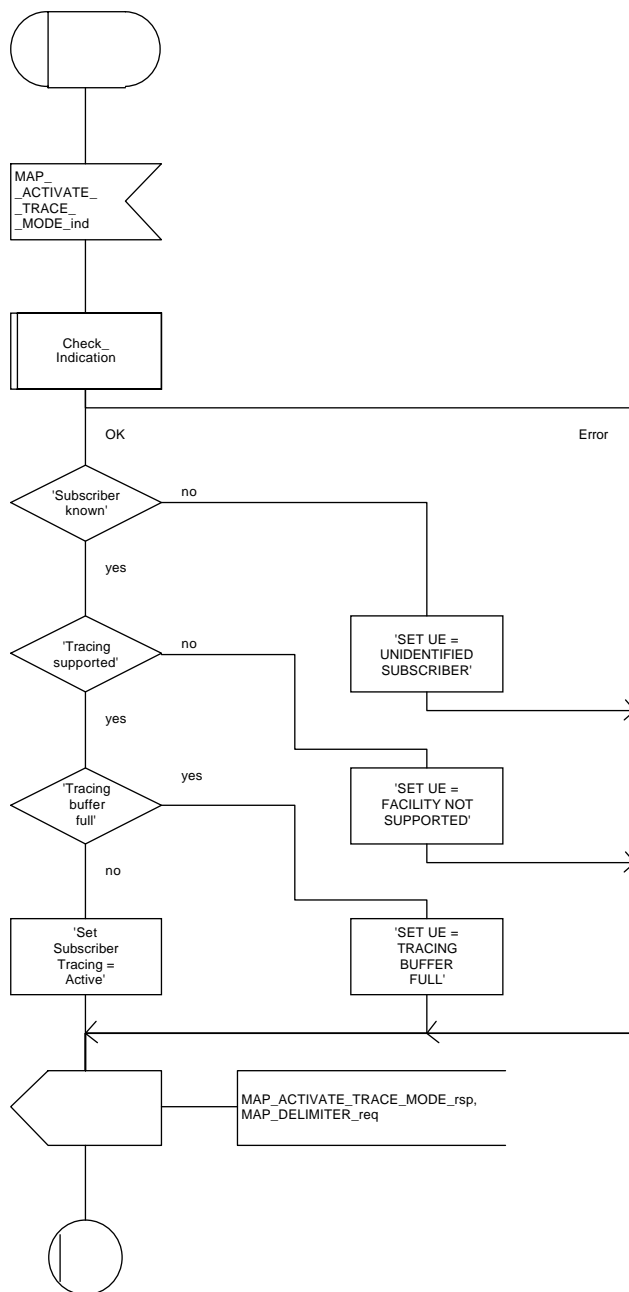 MAP_
_ACTIVATE_
_TRACE_
_MODE_ind
Check_
Indication
OK
Error
'Subscriber
known'
no
yes
'SET UE =
UNIDENTIFIED
SUBSCRIBER'
'Tracing
supported'
no
yes
'SET UE =
FACILITY NOT
SUPPORTED'
'Tracing
buffer
full'
yes
no
'Set
Subscriber
Tracing =
Active'
'SET UE =
TRACING
BUFFER
FULL'
MAP_ACTIVATE_TRACE_MODE_rsp,
MAP_DELIMITER_req